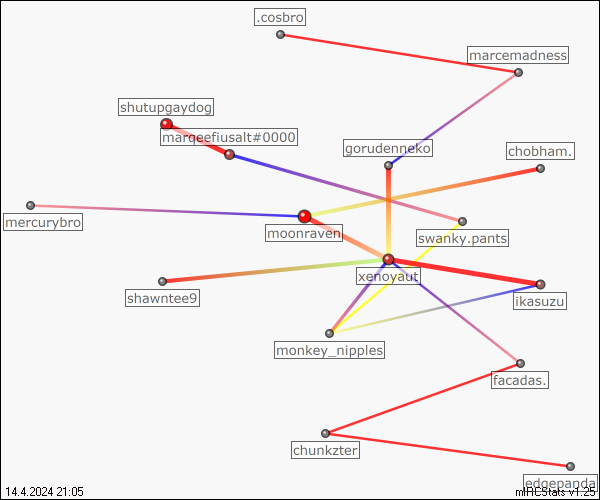 .cosbro
marcemadness
shutupgaydog
marqeefiusalt#0000
gorudenneko
chobham.
mercurybro
moonraven
swanky.pants
xenoyaut
shawntee9
ikasuzu
monkey_nipples
facadas.
chunkzter
edgepanda
14.4.2024 21:05
mIRCStats v1.25